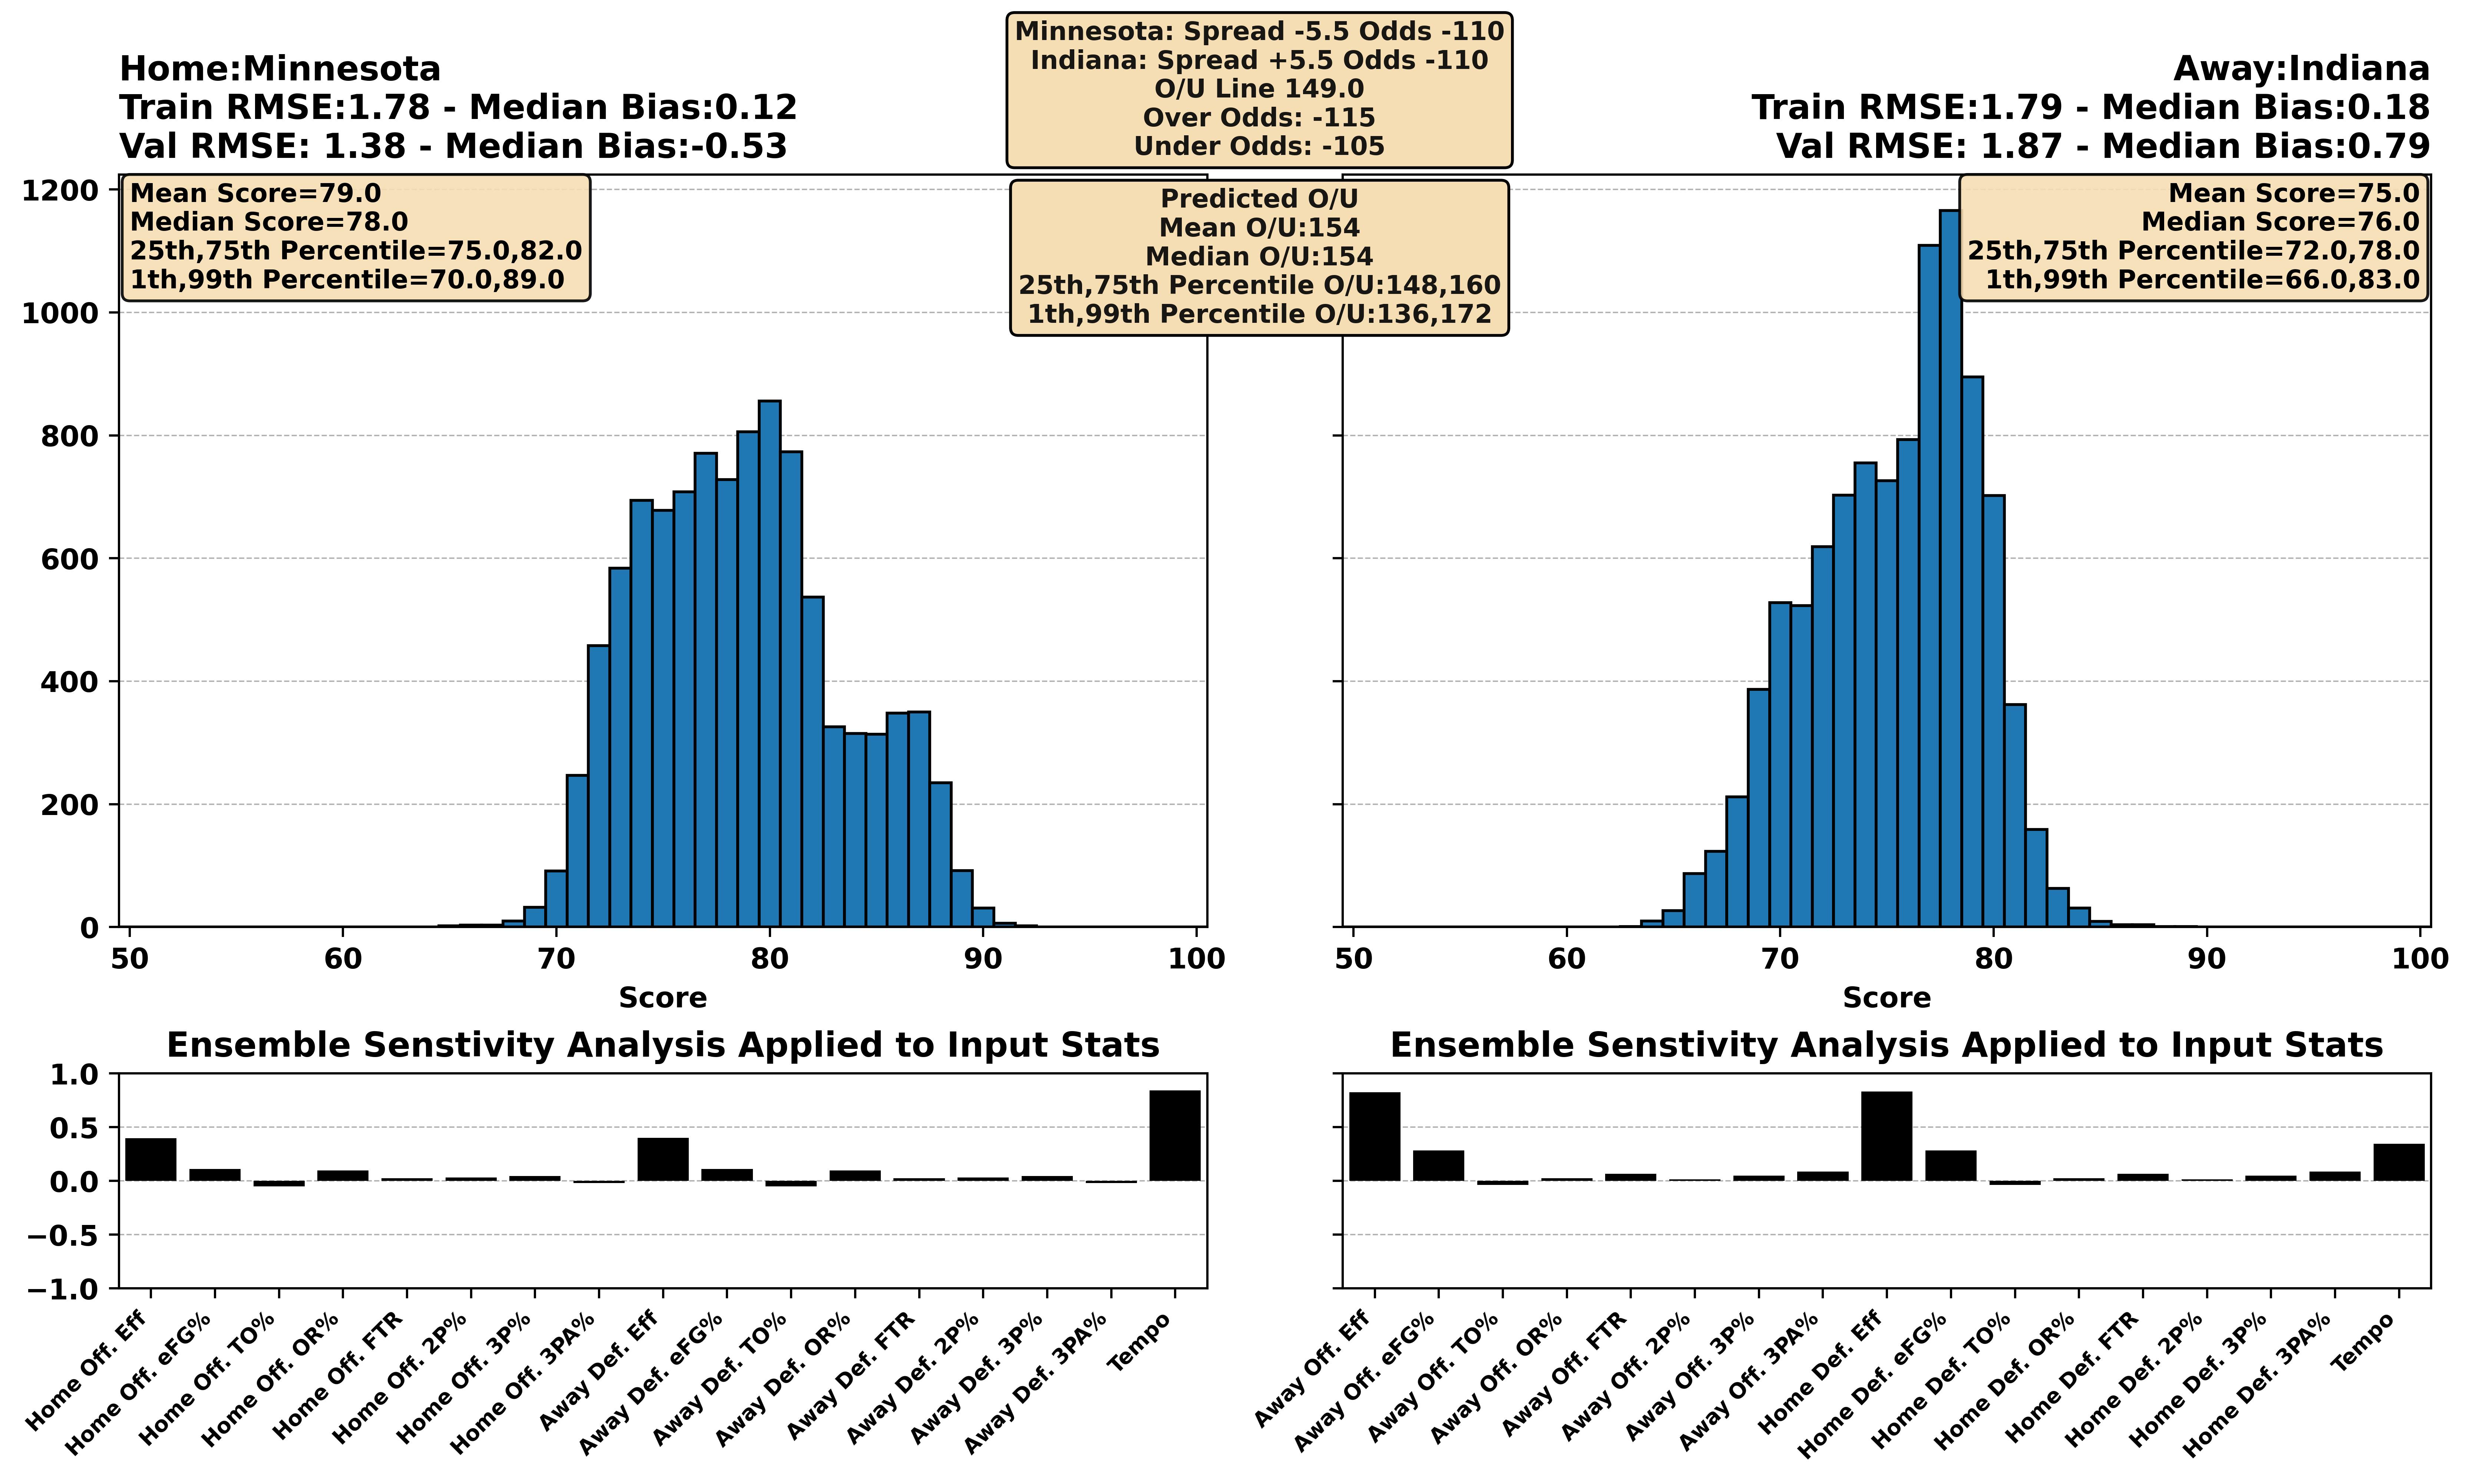 Minnesota: Spread -5.5 Odds -110
Indiana: Spread +5.5 Odds -110
O/U Line 149.0
Over Odds: -115
Under Odds: -105
Home:Minnesota
Train RMSE:1.78 - Median Bias:0.12
Val RMSE: 1.38 - Median Bias:-0.53
Away:Indiana
Train RMSE:1.79 - Median Bias:0.18
Val RMSE: 1.87 - Median Bias:0.79
Mean Score=79.0
Median Score=78.0
25th,75th Percentile=75.0,82.0
1th,99th Percentile=70.0,89.0
Predicted O/U
Mean O/U:154
Median O/U:154
25th,75th Percentile O/U:148,160
1th,99th Percentile O/U:136,172
Mean Score=75.0
Median Score=76.0
25th,75th Percentile=72.0,78.0
1th,99th Percentile=66.0,83.0
1200
1000
800
600
400
200
0
50 60 70 80 90 100
Score
50 60 70 80 90 100
Score
Ensemble Senstivity Analysis Applied to Input Stats
1.0
0.5
0.0
−0.5
−1.0
Home Off. Eff
Home Off. eFG%
Home Off. TO%
Home Off. OR%
Home Off. FTR
Home Off. 2P%
Home Off. 3P%
Home Off. 3PA%
Away Def. Eff
Away Def. eFG%
Away Def. TO%
Away Def. OR%
Away Def. FTR
Away Def. 2P%
Away Def. 3P%
Away Def. 3PA%
Tempo
Ensemble Senstivity Analysis Applied to Input Stats
Away Off. Eff
Away Off. eFG%
Away Off. TO%
Away Off. OR%
Away Off. FTR
Away Off. 2P%
Away Off. 3P%
Away Off. 3PA%
Home Def. Eff
Home Def. eFG%
Home Def. TO%
Home Def. OR%
Home Def. FTR
Home Def. 2P%
Home Def. 3P%
Home Def. 3PA%
Tempo